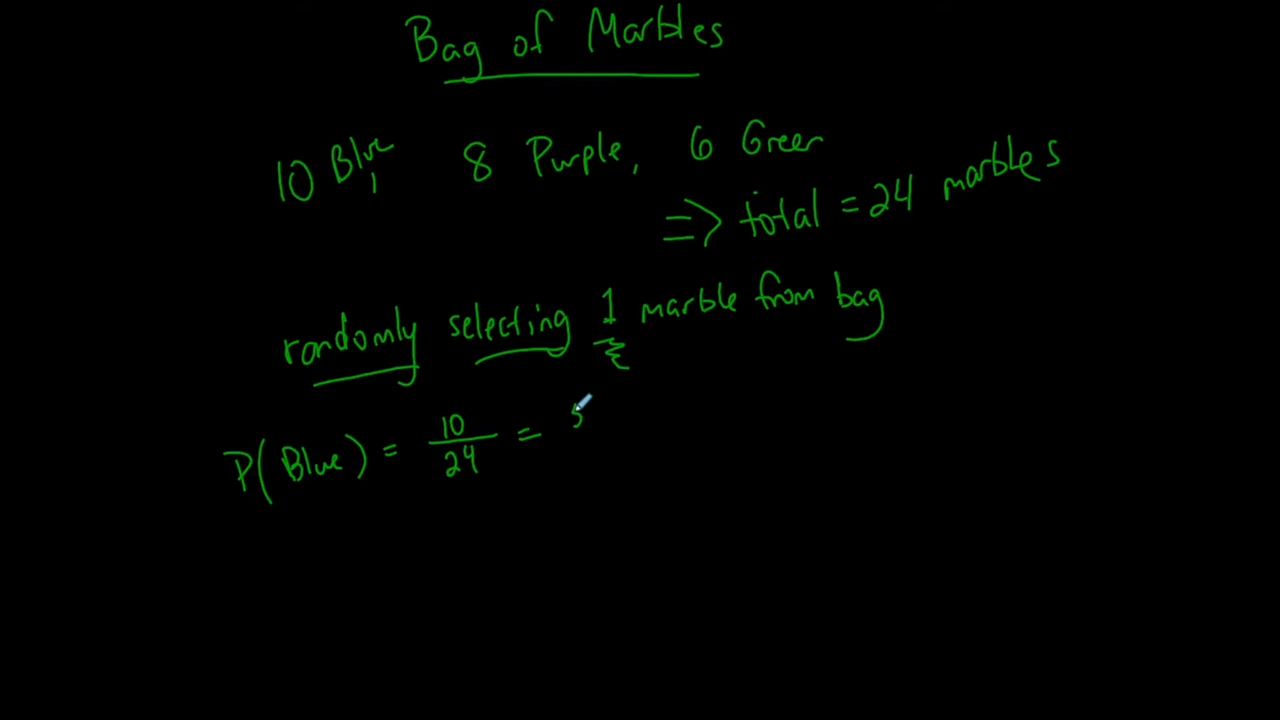 Bag of Marbles
10 Blue, 8 Purple, 6 Green
=> total = 24 marbles
randomly selecting 1 marble from bag
P(Blue) = 10/24 = 5